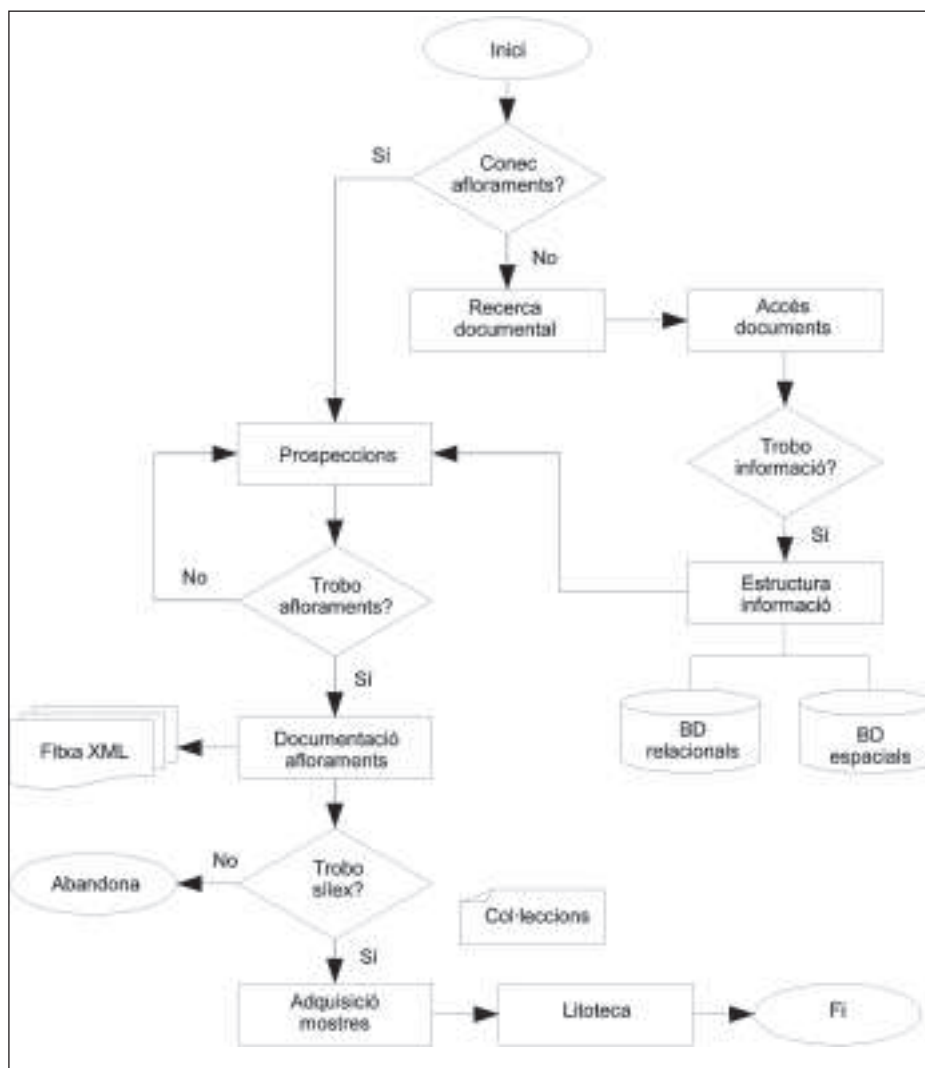 Inici
Sí
Conec
afloraments?
No
Recerca
documental
Accés
documents
Prospeccions
Trobo
informació?
Sí
No
Trobo
afloraments?
Estructura
informació
Sí
Fitxa XML
Documentació
afloraments
BD
relacionals
BD
espacials
No
Abandona
Trobo
sílex?
Col·leccions
Sí
Adquisició
mostres
Litoteca
Fi